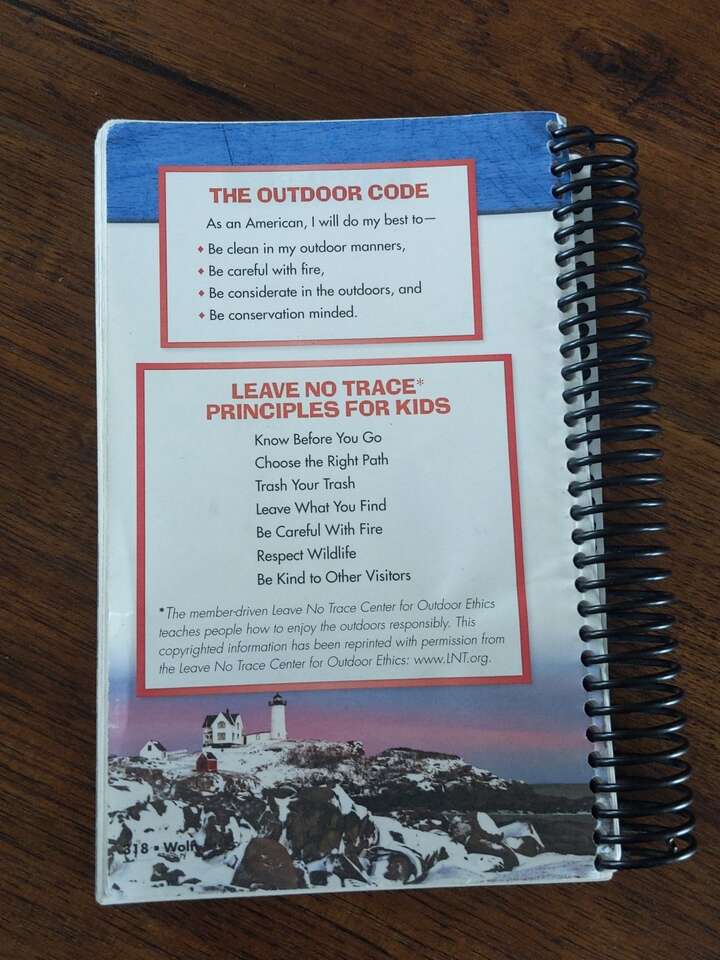 THE OUTDOOR CODE
As an American, I will do my best to—
♦ Be clean in my outdoor manners,
♦ Be careful with fire,
♦ Be considerate in the outdoors, and
♦ Be conservation minded.
LEAVE NO TRACE*
PRINCIPLES FOR KIDS
Know Before You Go
Choose the Right Path
Trash Your Trash
Leave What You Find
Be Careful With Fire
Respect Wildlife
Be Kind to Other Visitors
*The member-driven Leave No Trace Center for Outdoor Ethics
teaches people how to enjoy the outdoors responsibly. This
copyrighted information has been reprinted with permission from
the Leave No Trace Center for Outdoor Ethics: www.LNT.org.
318 ▪ Wolf